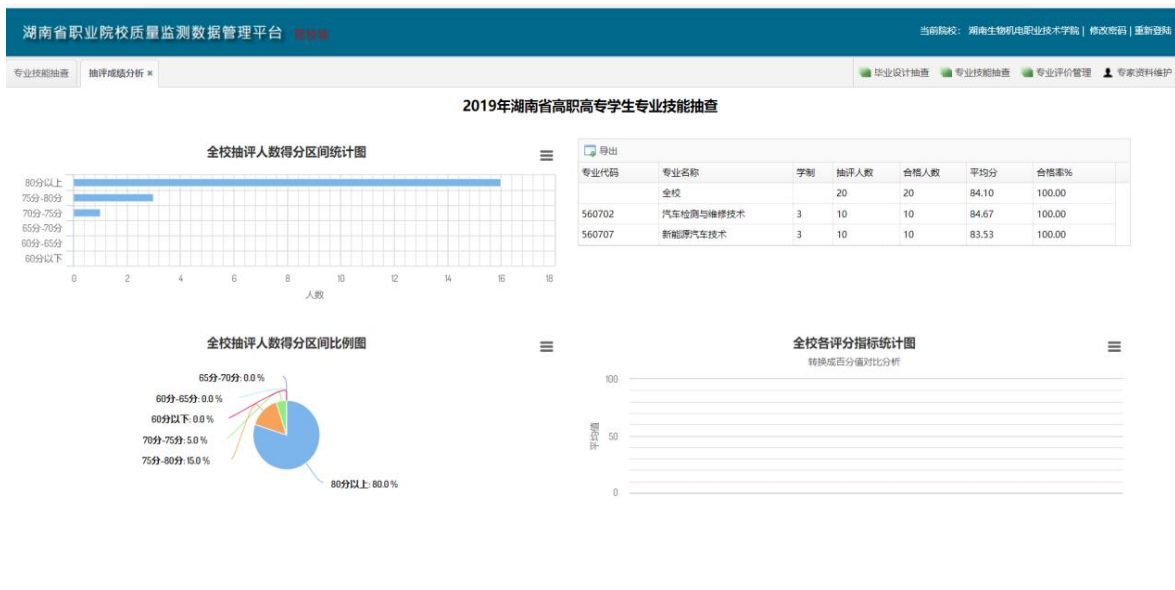 湖南省职业院校质量监测数据管理平台
当前院校： 湖南生物机电职业技术学院 | 修改密码 | 重新登陆
专业技能抽查 抽评成绩分析 ×
毕业设计抽查 专业技能抽查 专业评价管理 专家资料维护
2019年湖南省高职高专学生专业技能抽查
全校抽评人数得分区间统计图
80分以上
75分-80分
70分-75分
65分-70分
60分-65分
60分以下
0 2 4 6 8 10 12 14 16 18
人数
导出
专业代码 专业名称 学制 抽评人数 合格人数 平均分 合格率%
全校 20 20 84.10 100.00
560702 汽车检测与维修技术 3 10 10 84.67 100.00
560707 新能源汽车技术 3 10 10 83.53 100.00
全校抽评人数得分区间比例图
65分-70分: 0.0 %
60分-65分: 0.0 %
60分以下: 0.0 %
70分-75分: 5.0 %
75分-80分: 15.0 %
80分以上: 80.0 %
全校各评分指标统计图
转换成百分值对比分析
100
50
0
平均值